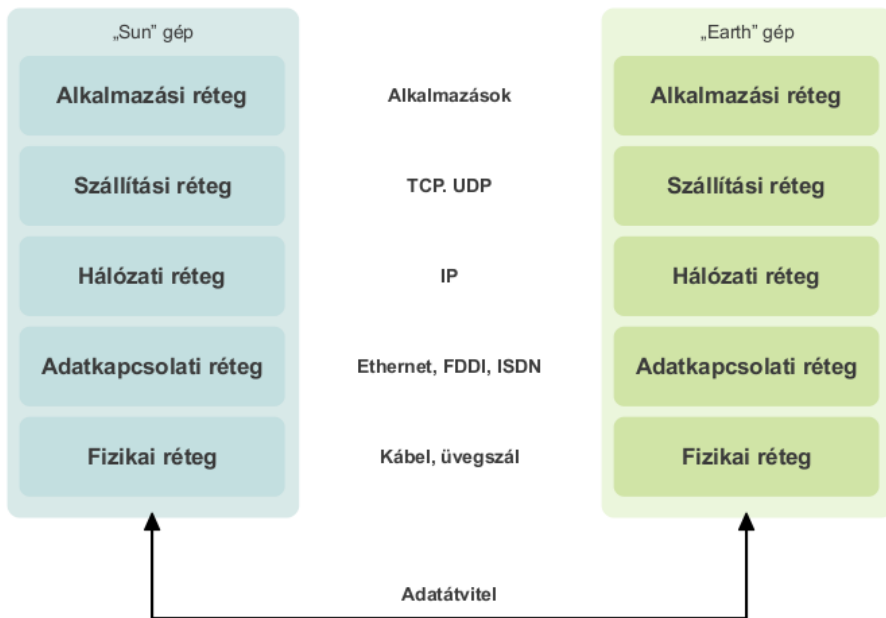 „Sun” gép
„Earth” gép
Alkalmazási réteg
Alkalmazások
Alkalmazási réteg
Szállítási réteg
TCP. UDP
Szállítási réteg
Hálózati réteg
IP
Hálózati réteg
Adatkapcsolati réteg
Ethernet, FDDI, ISDN
Adatkapcsolati réteg
Fizikai réteg
Kábel, üvegszál
Fizikai réteg
Adatátvitel